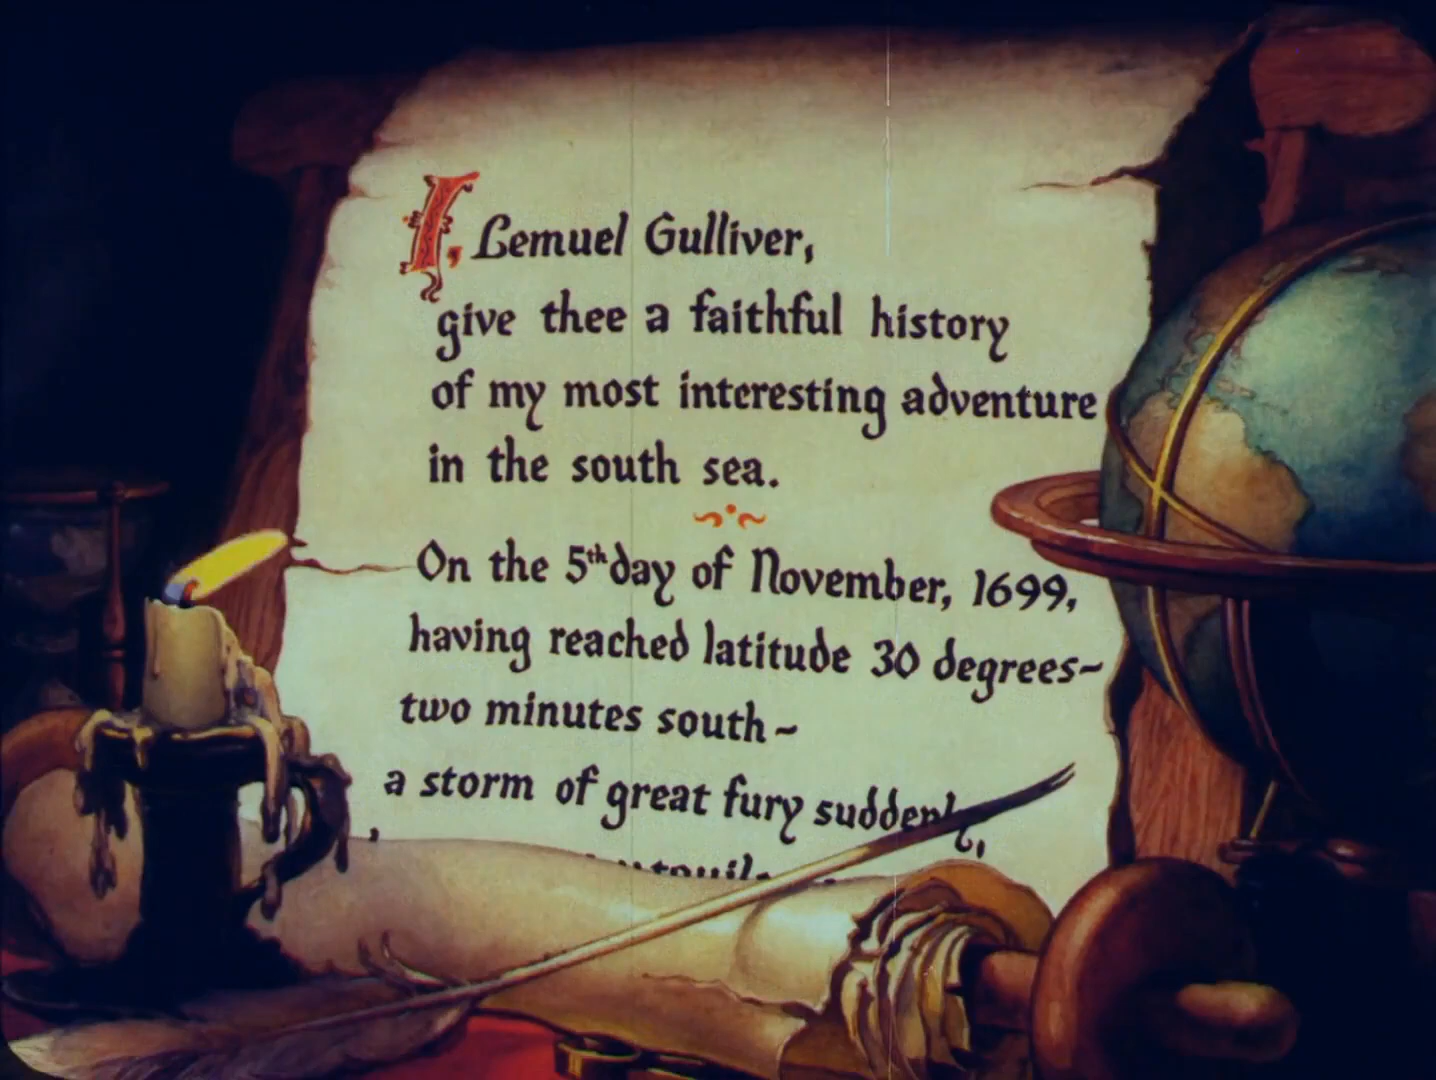 I, Lemuel Gulliver,
give thee a faithful history
of my most interesting adventure
in the south sea.
On the 5th day of November, 1699,
having reached latitude 30 degrees~
two minutes south~
a storm of great fury suddenly